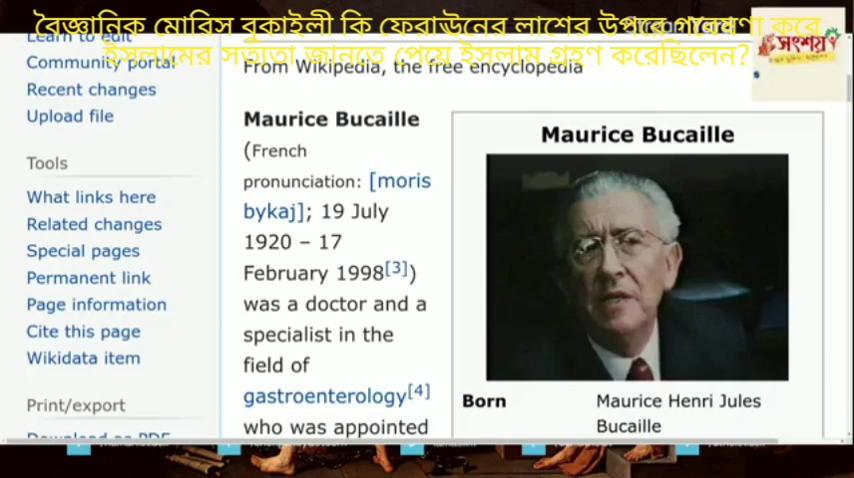 বৈজ্ঞানিক মোরিস বুকাইলী কি ফেরাঊনের লাশের উপরে গবেষণা করে
ইসলামের সত্যতা জানতে পেয়ে ইসলাম গ্রহণ করেছিলেন?
সংশয়
Learn to edit
Community portal
Recent changes
Upload file
Tools
What links here
Related changes
Special pages
Permanent link
Page information
Cite this page
Wikidata item
Print/export
Download as PDF
From Wikipedia, the free encyclopedia
Maurice Bucaille
(French
pronunciation: [moris
bykaj]; 19 July
1920 – 17
February 1998[3])
was a doctor and a
specialist in the
field of
gastroenterology[4]
who was appointed
Maurice Bucaille
Born Maurice Henri Jules
Bucaille